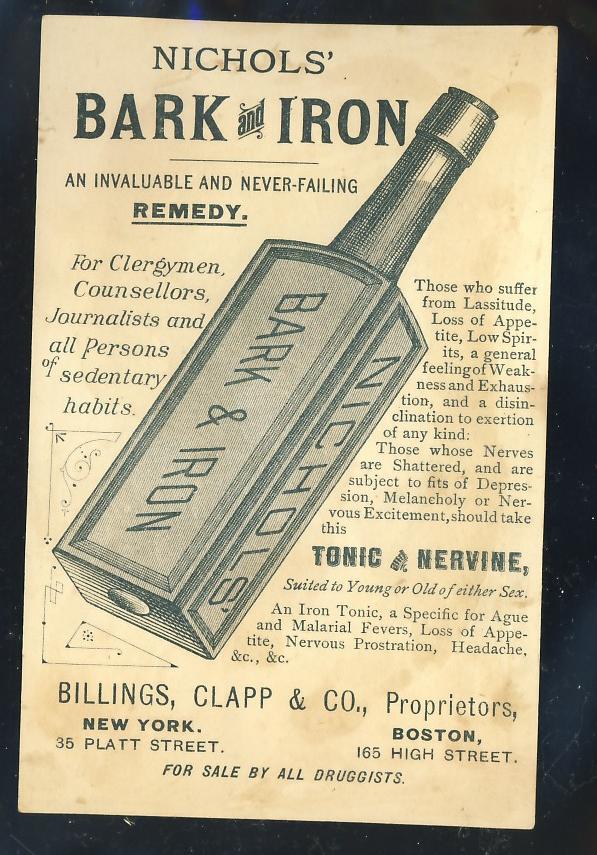 NICHOLS'
BARK and IRON
AN INVALUABLE AND NEVER-FAILING
REMEDY.
For Clergymen,
Counsellors,
Journalists and
all Persons
of sedentary
habits.
BARK & IRON
NICHOLS'
Those who suffer
from Lassitude,
Loss of Appe-
tite, Low Spir-
its, a general
feeling of Weak-
ness and Exhaus-
tion, and a disin-
clination to exertion
of any kind:
Those whose Nerves
are Shattered, and are
subject to fits of Depres-
sion, Melancholy or Ner-
vous Excitement, should take
this
TONIC & NERVINE,
Suited to Young or Old of either Sex.
An Iron Tonic, a Specific for Ague
and Malarial Fevers, Loss of Appe-
tite, Nervous Prostration, Headache,
&c., &c.
BILLINGS, CLAPP & CO., Proprietors,
NEW YORK.
35 PLATT STREET.
BOSTON,
165 HIGH STREET.
FOR SALE BY ALL DRUGGISTS.